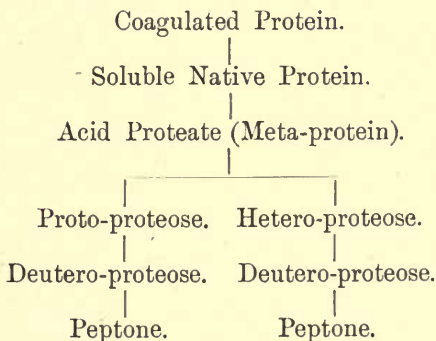 Coagulated Protein.
Soluble Native Protein.
Acid Proteate (Meta-protein).
Proto-proteose. Hetero-proteose.
Deutero-proteose. Deutero-proteose.
Peptone. Peptone.